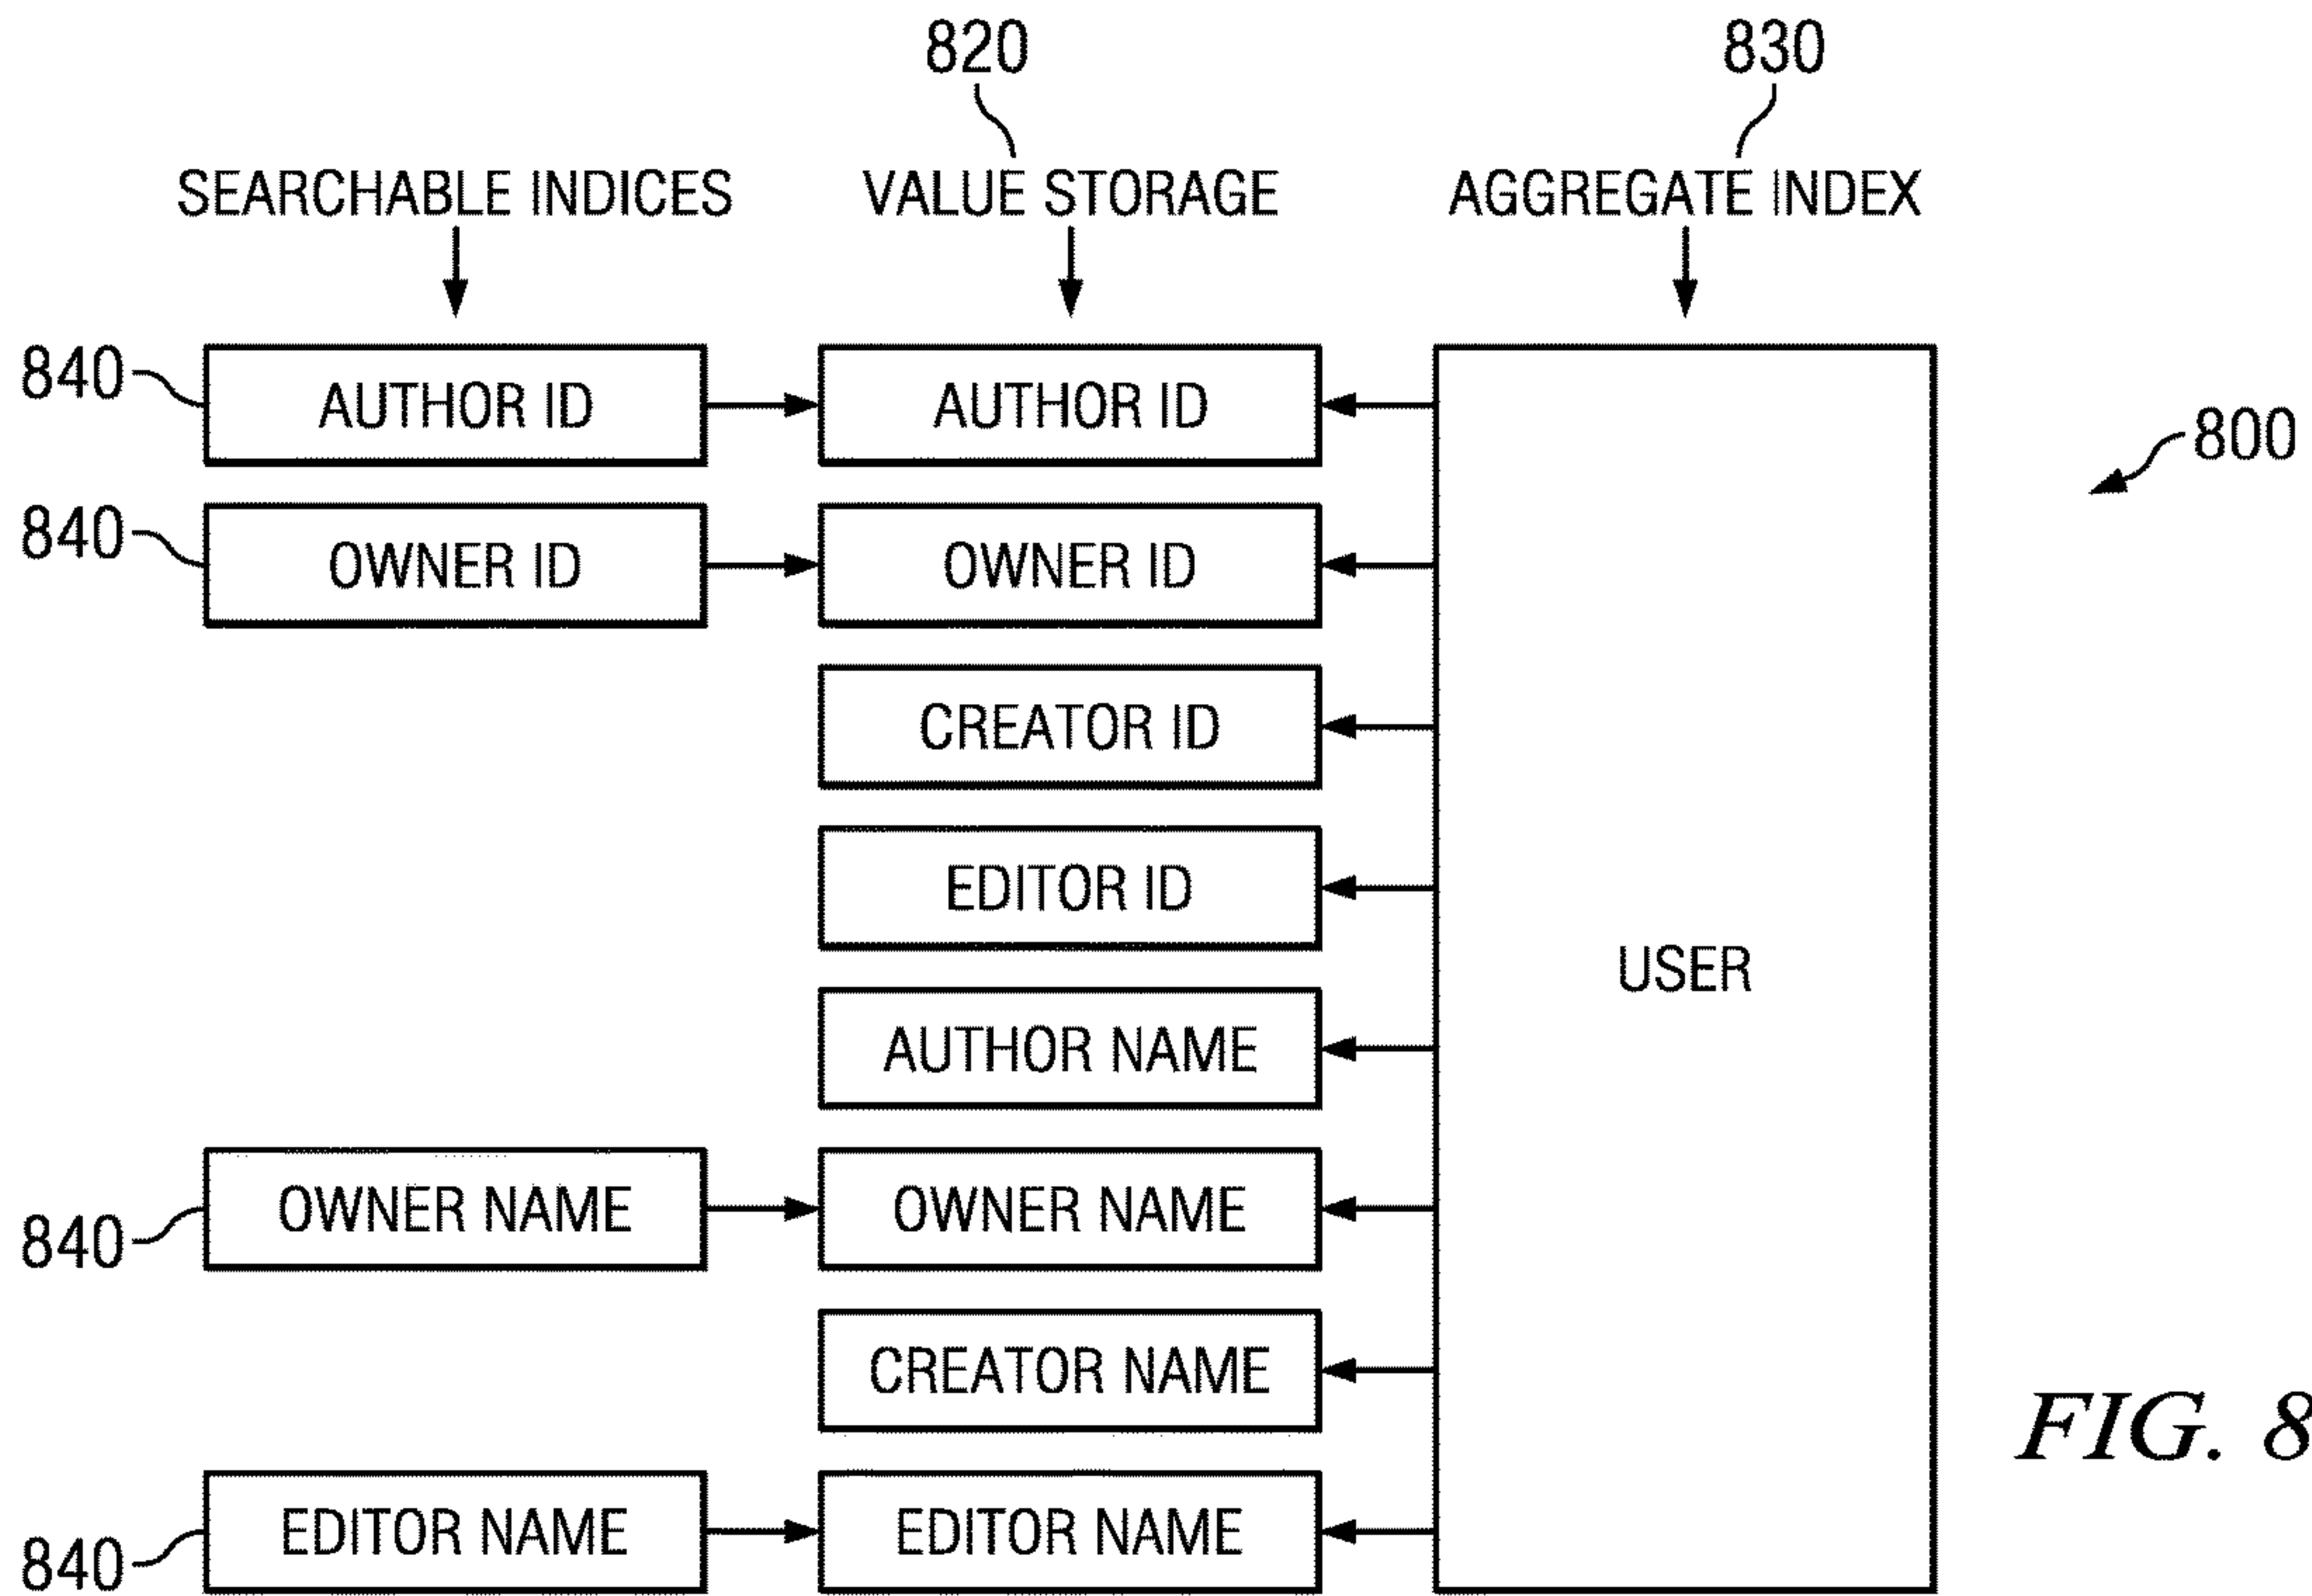 820 830
SEARCHABLE INDICES VALUE STORAGE AGGREGATE INDEX
840 AUTHOR ID AUTHOR ID
800
840 OWNER ID OWNER ID
CREATOR ID
EDITOR ID
USER
AUTHOR NAME
840 OWNER NAME OWNER NAME
CREATOR NAME
FIG. 8
840 EDITOR NAME EDITOR NAME